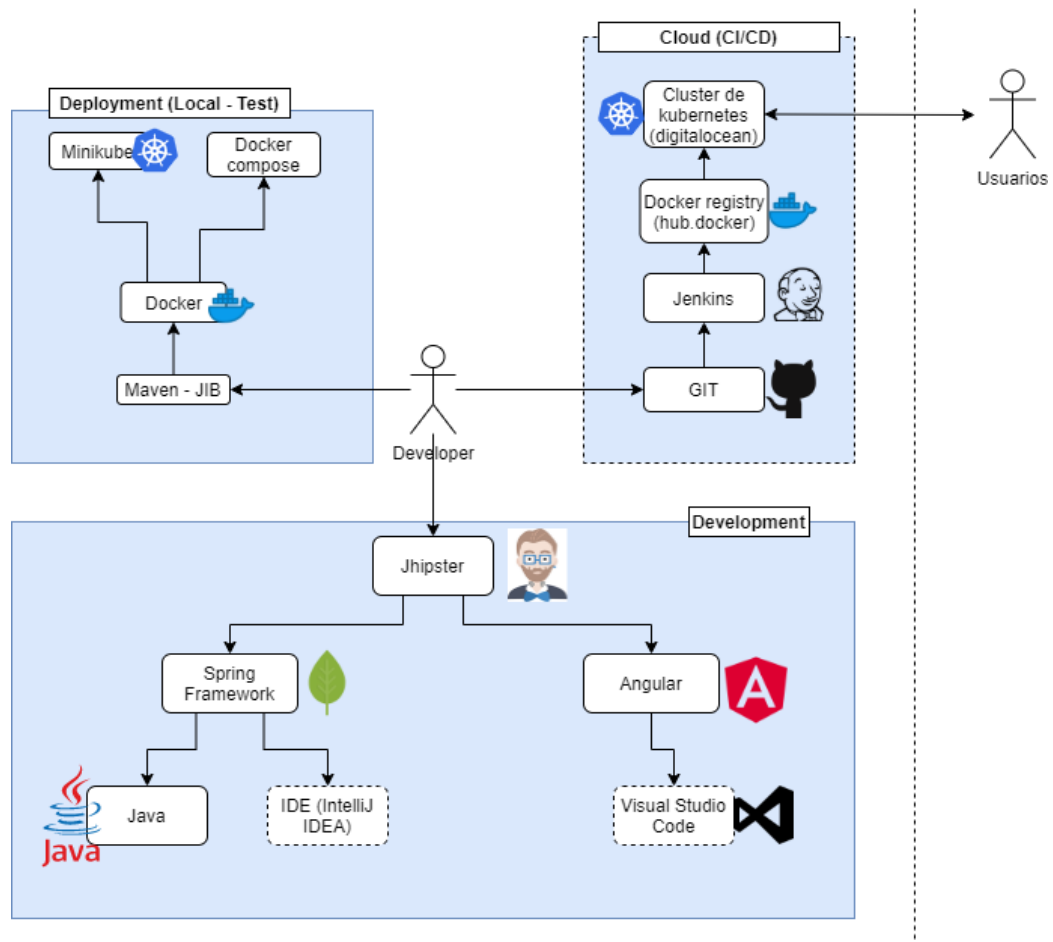 Cloud (CI/CD)
Deployment (Local - Test)
Cluster de
kubernetes
(digitalocean)
Minikube
Docker
compose
Usuarios
Docker registry
(hub.docker)
Docker
Jenkins
Maven - JIB
GIT
Developer
Development
Jhipster
Spring
Framework
Angular
Java
Java
IDE (IntelliJ
IDEA)
Visual Studio
Code